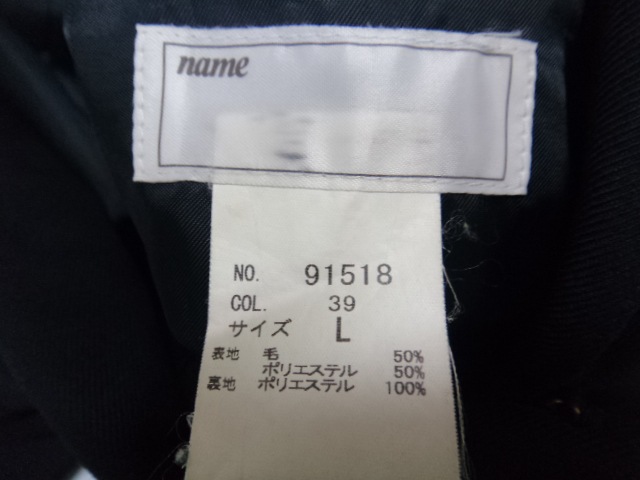 name
NO. 91518
COL. 39
サイズ L
表地 毛 50%
ポリエステル 50%
裏地 ポリエステル 100%